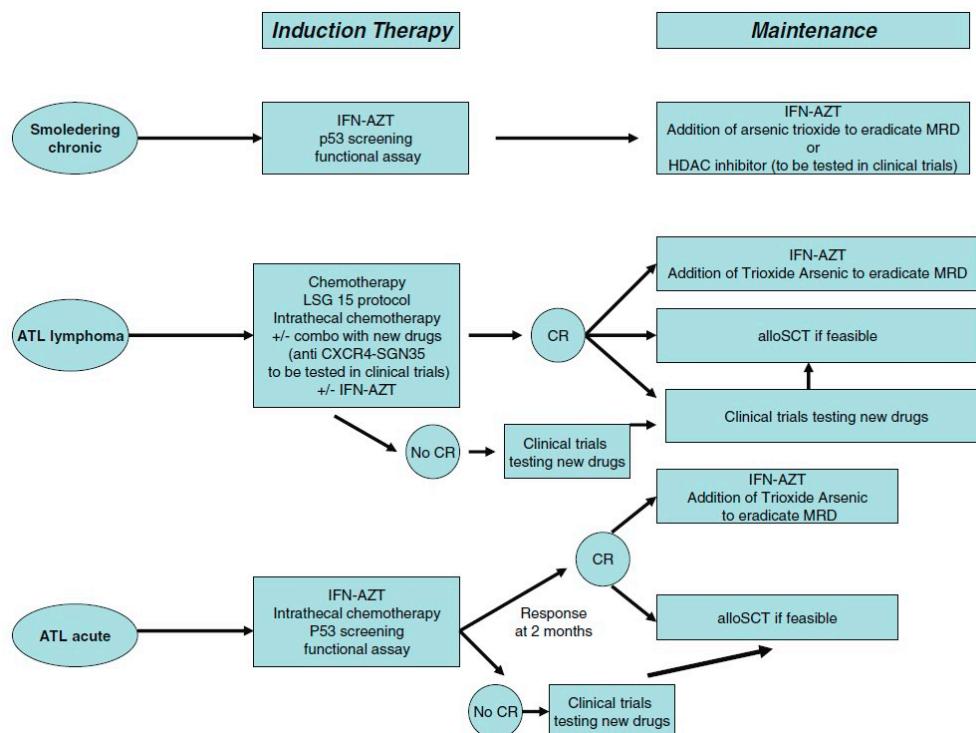 Induction Therapy
Maintenance
Smoledering
chronic
IFN-AZT
p53 screening
functional assay
IFN-AZT
Addition of arsenic trioxide to eradicate MRD
or
HDAC inhibitor (to be tested in clinical trials)
ATL lymphoma
Chemotherapy
LSG 15 protocol
Intrathecal chemotherapy
+/- combo with new drugs
(anti CXCR4-SGN35
to be tested in clinical trials)
+/- IFN-AZT
CR
IFN-AZT
Addition of Trioxide Arsenic to eradicate MRD
alloSCT if feasible
Clinical trials testing new drugs
No CR
Clinical trials
testing new drugs
ATL acute
IFN-AZT
Intrathecal chemotherapy
P53 screening
functional assay
Response
at 2 months
CR
IFN-AZT
Addition of Trioxide Arsenic
to eradicate MRD
alloSCT if feasible
No CR
Clinical trials
testing new drugs